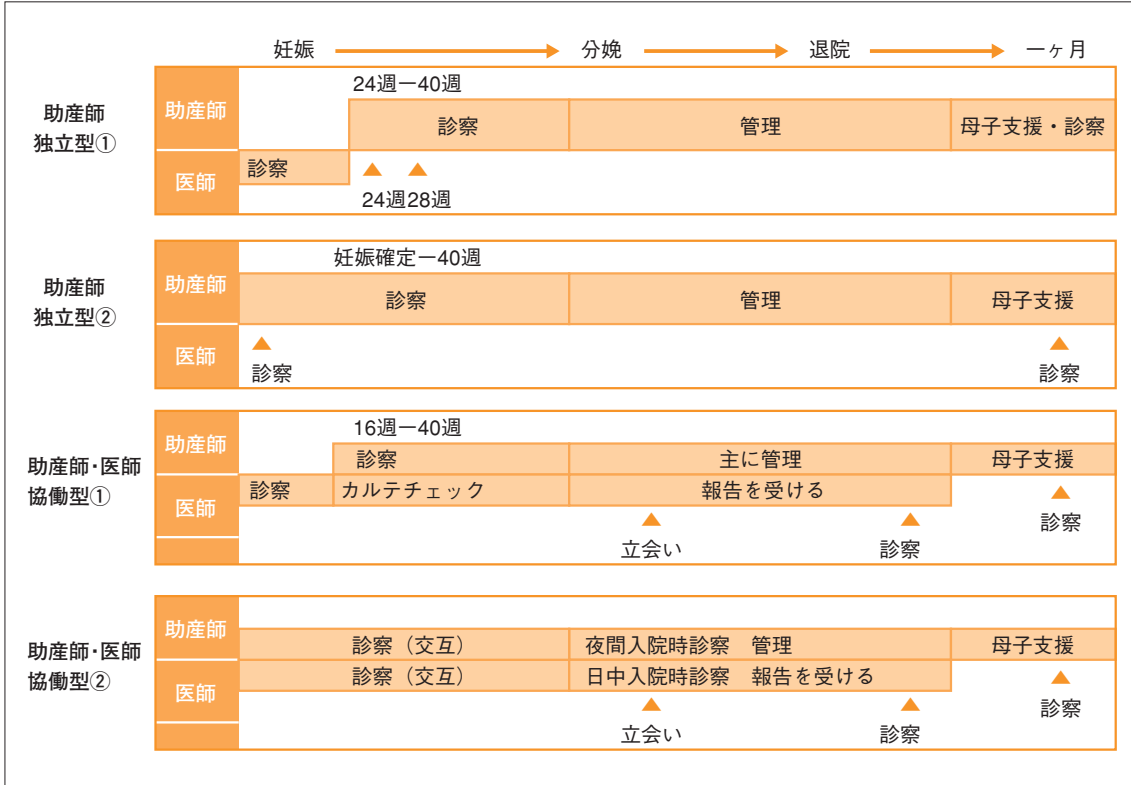 妊娠 分娩 退院 一ヶ月
助産師
独立型①
助産師
24週ー40週
診察 管理 母子支援・診察
医師
診察
24週 28週
助産師
独立型②
助産師
妊娠確定ー40週
診察 管理 母子支援
医師
診察 診察
助産師・医師
協働型①
助産師
16週ー40週
診察 主に管理 母子支援
医師
診察 カルテチェック 報告を受ける
立会い 診察 診察
助産師・医師
協働型②
助産師
診察（交互） 夜間入院時診察　管理 母子支援
医師
診察（交互） 日中入院時診察　報告を受ける
立会い 診察 診察